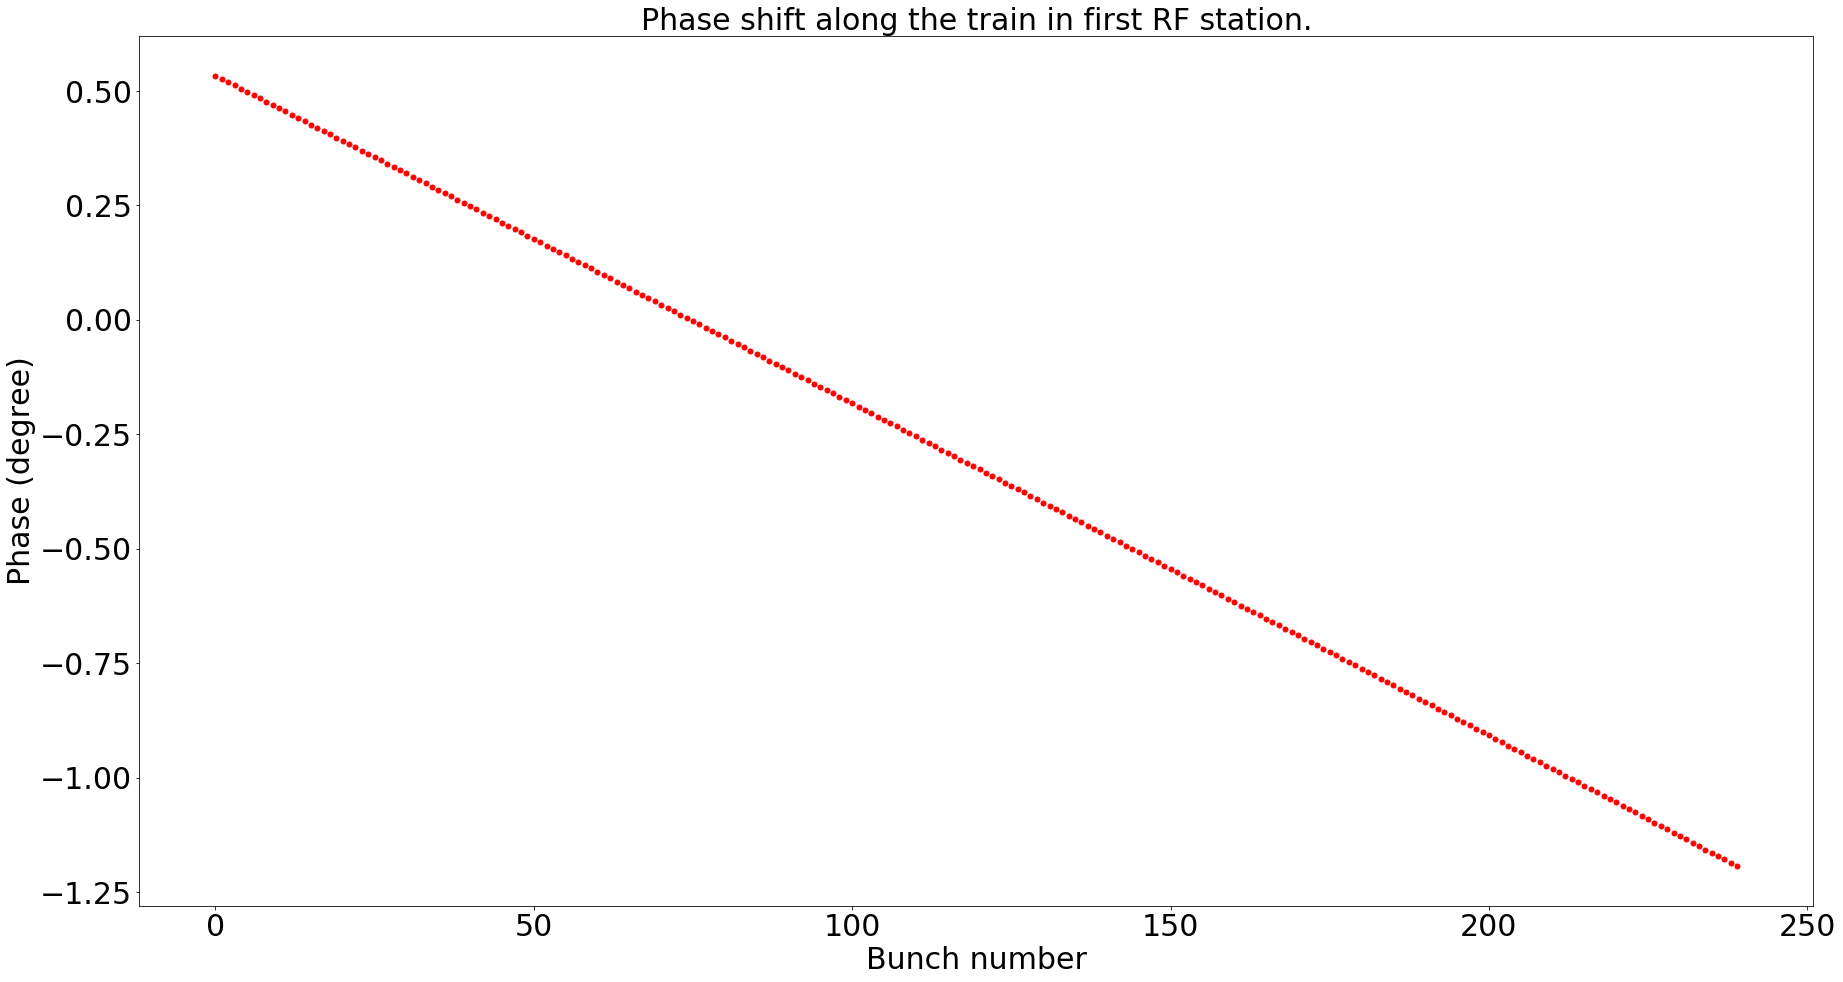 Phase shift along the train in first RF station.
0.50
0.25
0.00
−0.25
−0.50
−0.75
−1.00
−1.25
Phase (degree)
0 50 100 150 200 250
Bunch number